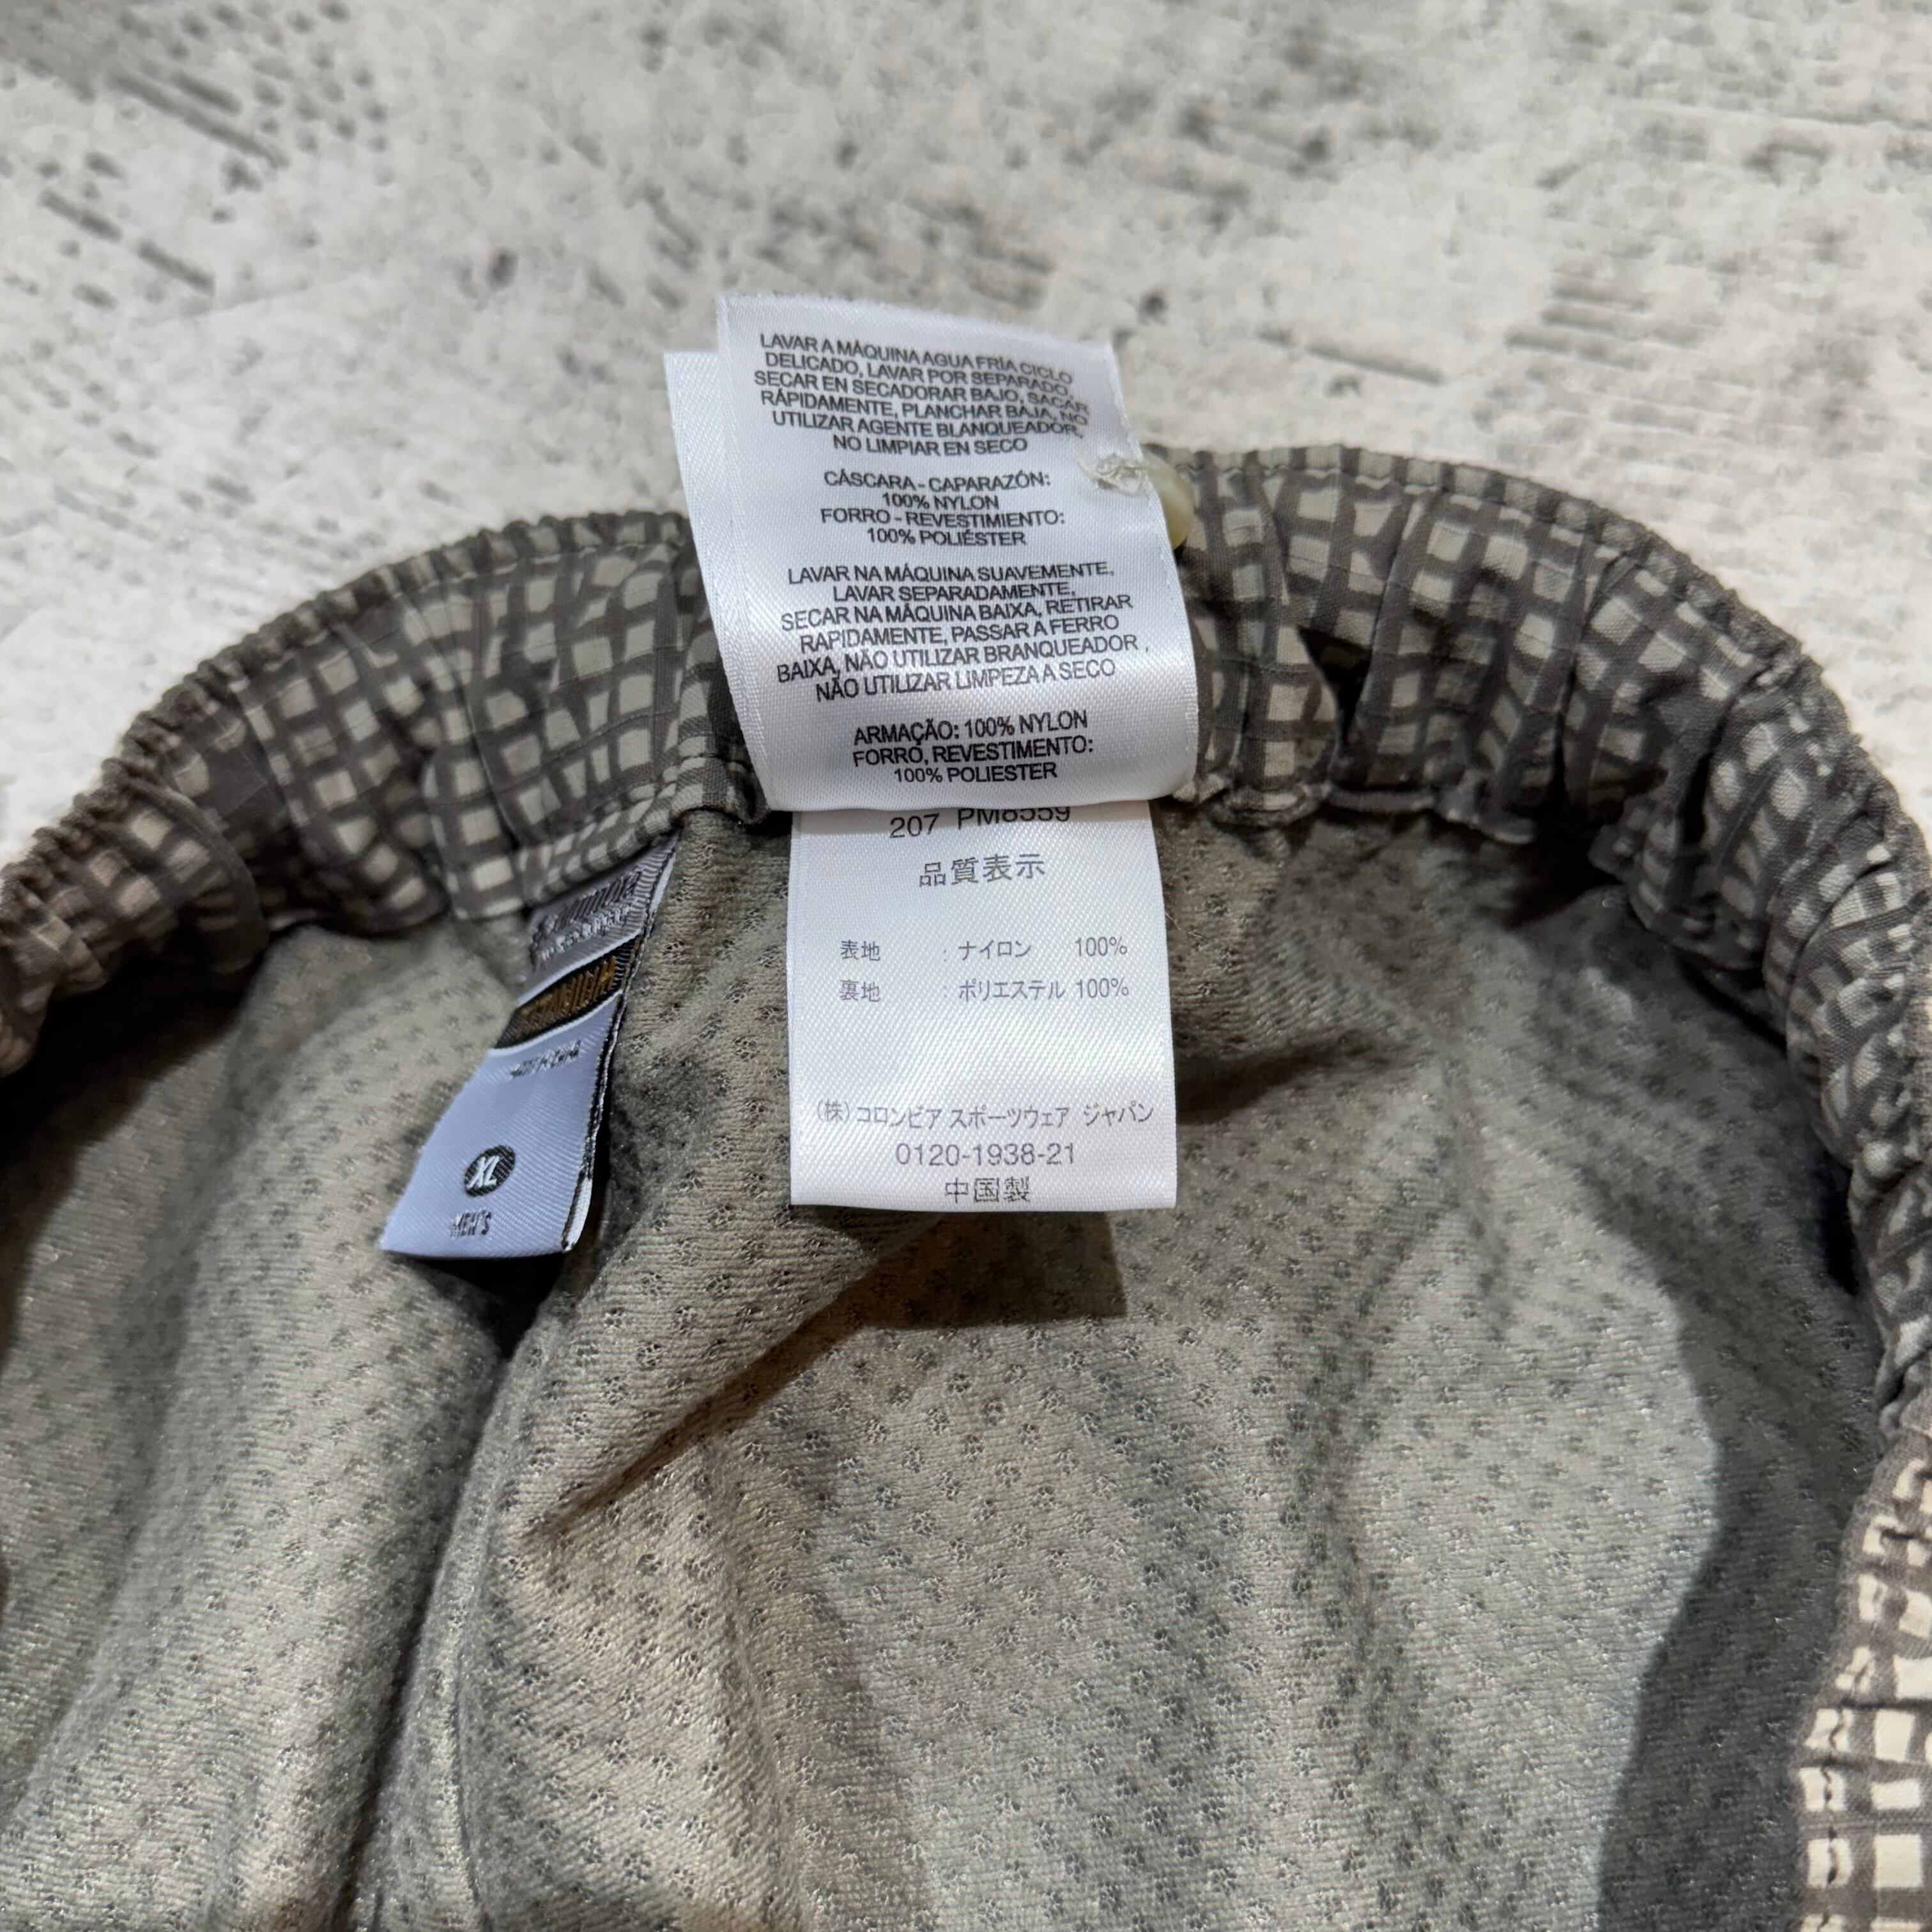 LAVAR A MÁQUINA AGUA FRÍA CICLO
DELICADO, LAVAR POR SEPARADO,
SECAR EN SECADORAR BAJO, SACAR
RÁPIDAMENTE, PLANCHAR BAJA, NO
UTILIZAR AGENTE BLANQUEADOR,
NO LIMPIAR EN SECO
CÁSCARA - CAPARAZÓN:
100% NYLON
FORRO - REVESTIMIENTO:
100% POLIÉSTER
LAVAR NA MÁQUINA SUAVEMENTE,
LAVAR SEPARADAMENTE,
SECAR NA MÁQUINA BAIXA, RETIRAR
RAPIDAMENTE, PASSAR A FERRO
BAIXA, NÃO UTILIZAR BRANQUEADOR ,
NÃO UTILIZAR LIMPEZA A SECO
ARMAÇÃO: 100% NYLON
FORRO, REVESTIMENTO:
100% POLIESTER
207 PM8559
品質表示
表地 : ナイロン 100%
裏地 : ポリエステル 100%
(株)コロンビア スポーツウェア ジャパン
0120-1938-21
中国製
Columbia
TITANIUM
XL
MEN'S